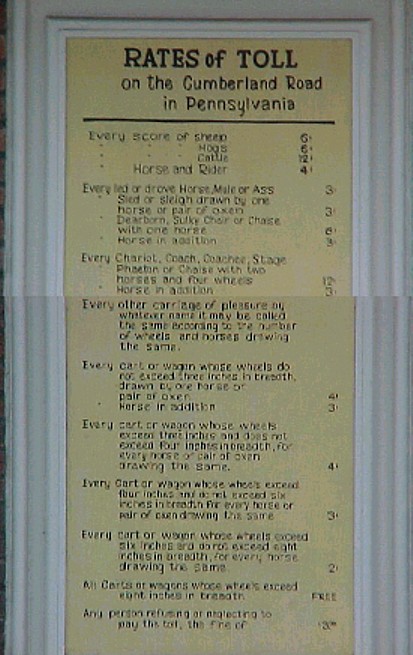 RATES of TOLL
on the Cumberland Road
in Pennsylvania
Every score of sheep 6¢
" " " Hogs 6¢
" " " Cattle 12¢
" Horse and Rider 4¢
Every led or drove Horse, Mule or Ass 3¢
" Sled or sleigh drawn by one
horse or pair of oxen 3¢
" Dearborn, Sulky Chair or Chaise
with one horse 6¢
" Horse in addition 3¢
Every Chariot, Coach, Coachee, Stage
Phaeton or Chaise with two
horses and four wheels 12¢
" Horse in addition 3¢
Every other carriage of pleasure by
whatever name it may be called
the same according to the number
of wheels and horses drawing
the same.
Every cart or wagon whose wheels do
not exceed three inches in breadth,
drawn by one horse or
pair of oxen 4¢
" Horse in addition 3¢
Every cart or wagon whose wheels
exceed three inches and does not
exceed four inches in breadth, for
every horse or pair of oxen
drawing the same. 4¢
Every Cart or wagon whose wheels exceed
four inches and do not exceed six
inches in breadth for every horse or
pair of oxen drawing the same 3¢
Every cart or wagon whose wheels exceed
six inches and do not exceed eight
inches in breadth, for every horse
drawing the same. 2¢
All Carts or wagons whose wheels exceed
eight inches in breadth FREE
Any person refusing or neglecting to
pay the toll, the fine of